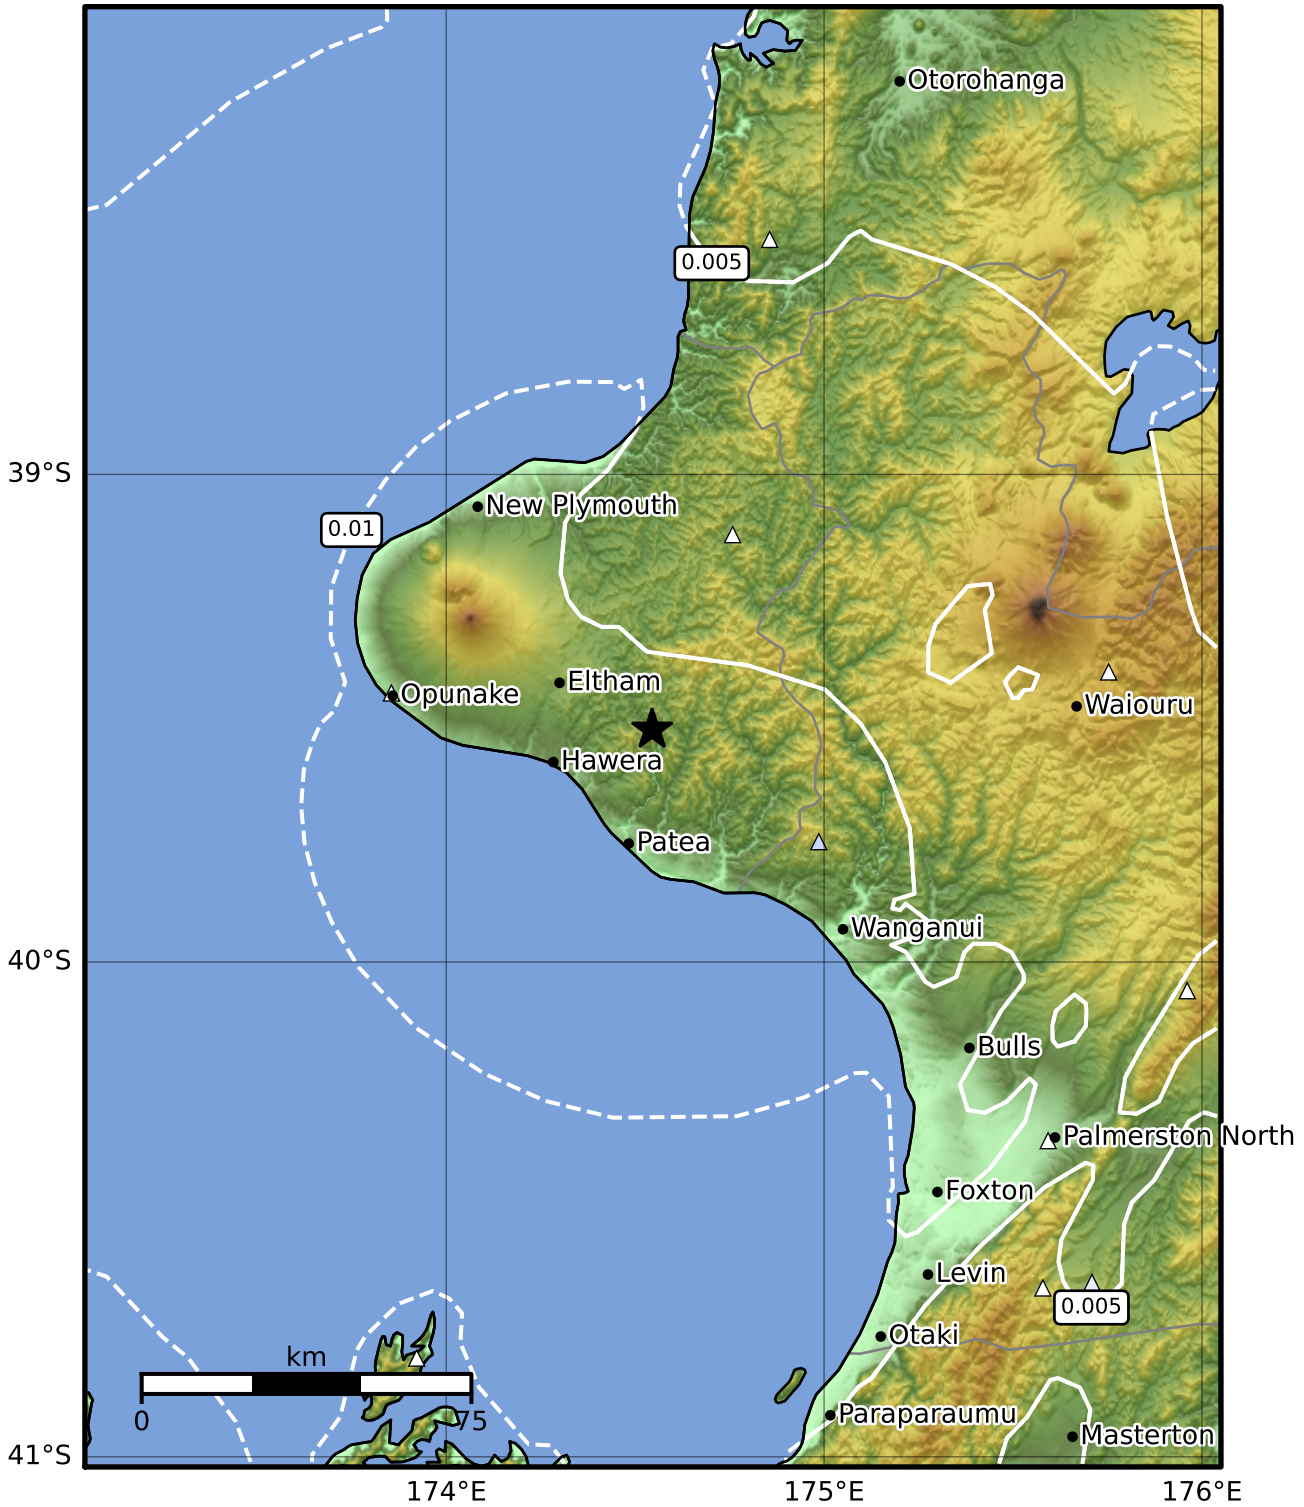 Otorohanga
0.005
39°S
New Plymouth
0.01
Eltham
Opunake
Waiouru
Hawera
Patea
Wanganui
40°S
Bulls
Palmerston North
Foxton
Levin
0.005
Otaki
km
0
75
Paraparaumu
Masterton
41°S
174°E
175°E
176°E